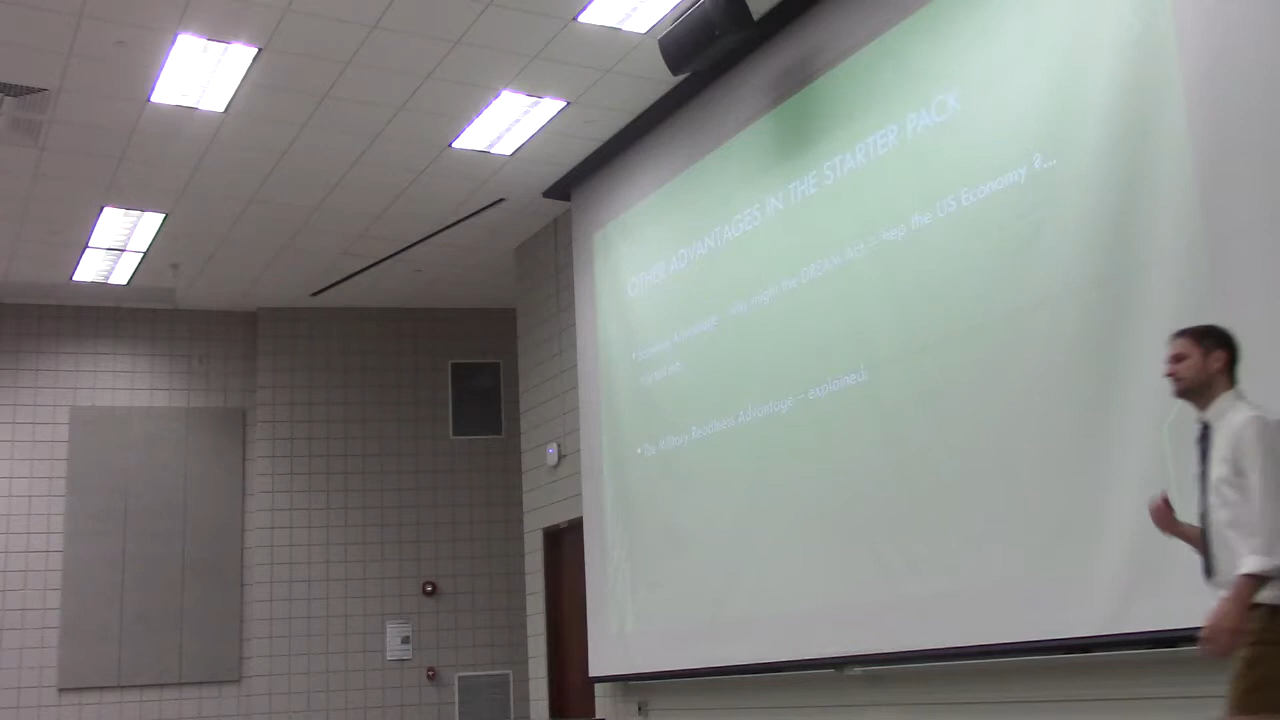 OTHER ADVANTAGES IN THE STARTER PACK
• Economic Advantage – why might the DREAM Act – help the US Economy ?...
• The Military Readiness Advantage – explained.